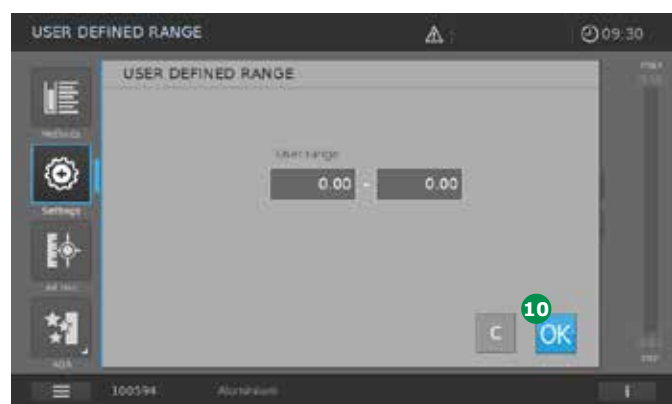 USER DEFINED RANGE
09:30
USER DEFINED RANGE
max
Methods
User range
0.00 - 0.00
Settings
10
C OK
AQA
100594 Aluminium